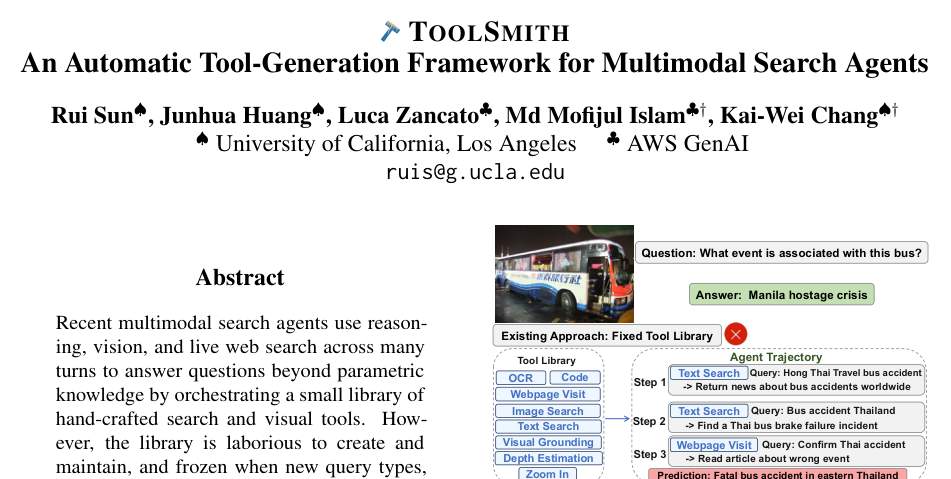 TOOLSMITH
An Automatic Tool-Generation Framework for Multimodal Search Agents
Rui Sun♠, Junhua Huang♠, Luca Zancato♣, Md Mofijul Islam♣†, Kai-Wei Chang♠†
♠ University of California, Los Angeles ♣ AWS GenAI
ruis@g.ucla.edu
Abstract
Recent multimodal search agents use reason-
ing, vision, and live web search across many
turns to answer questions beyond parametric
knowledge by orchestrating a small library of
hand-crafted search and visual tools. How-
ever, the library is laborious to create and
maintain, and frozen when new query types,
Question: What event is associated with this bus?
Answer: Manila hostage crisis
Existing Approach: Fixed Tool Library
Tool Library
OCR
Code
Webpage Visit
Image Search
Text Search
Visual Grounding
Depth Estimation
Zoom In
Agent Trajectory
Step 1
Text Search Query: Hong Thai Travel bus accident
-> Return news about bus accidents worldwide
Step 2
Text Search Query: Bus accident Thailand
-> Find a Thai bus brake failure incident
Step 3
Webpage Visit Query: Confirm Thai accident
-> Read article about wrong event
Prediction: Fatal bus accident in eastern Thailand